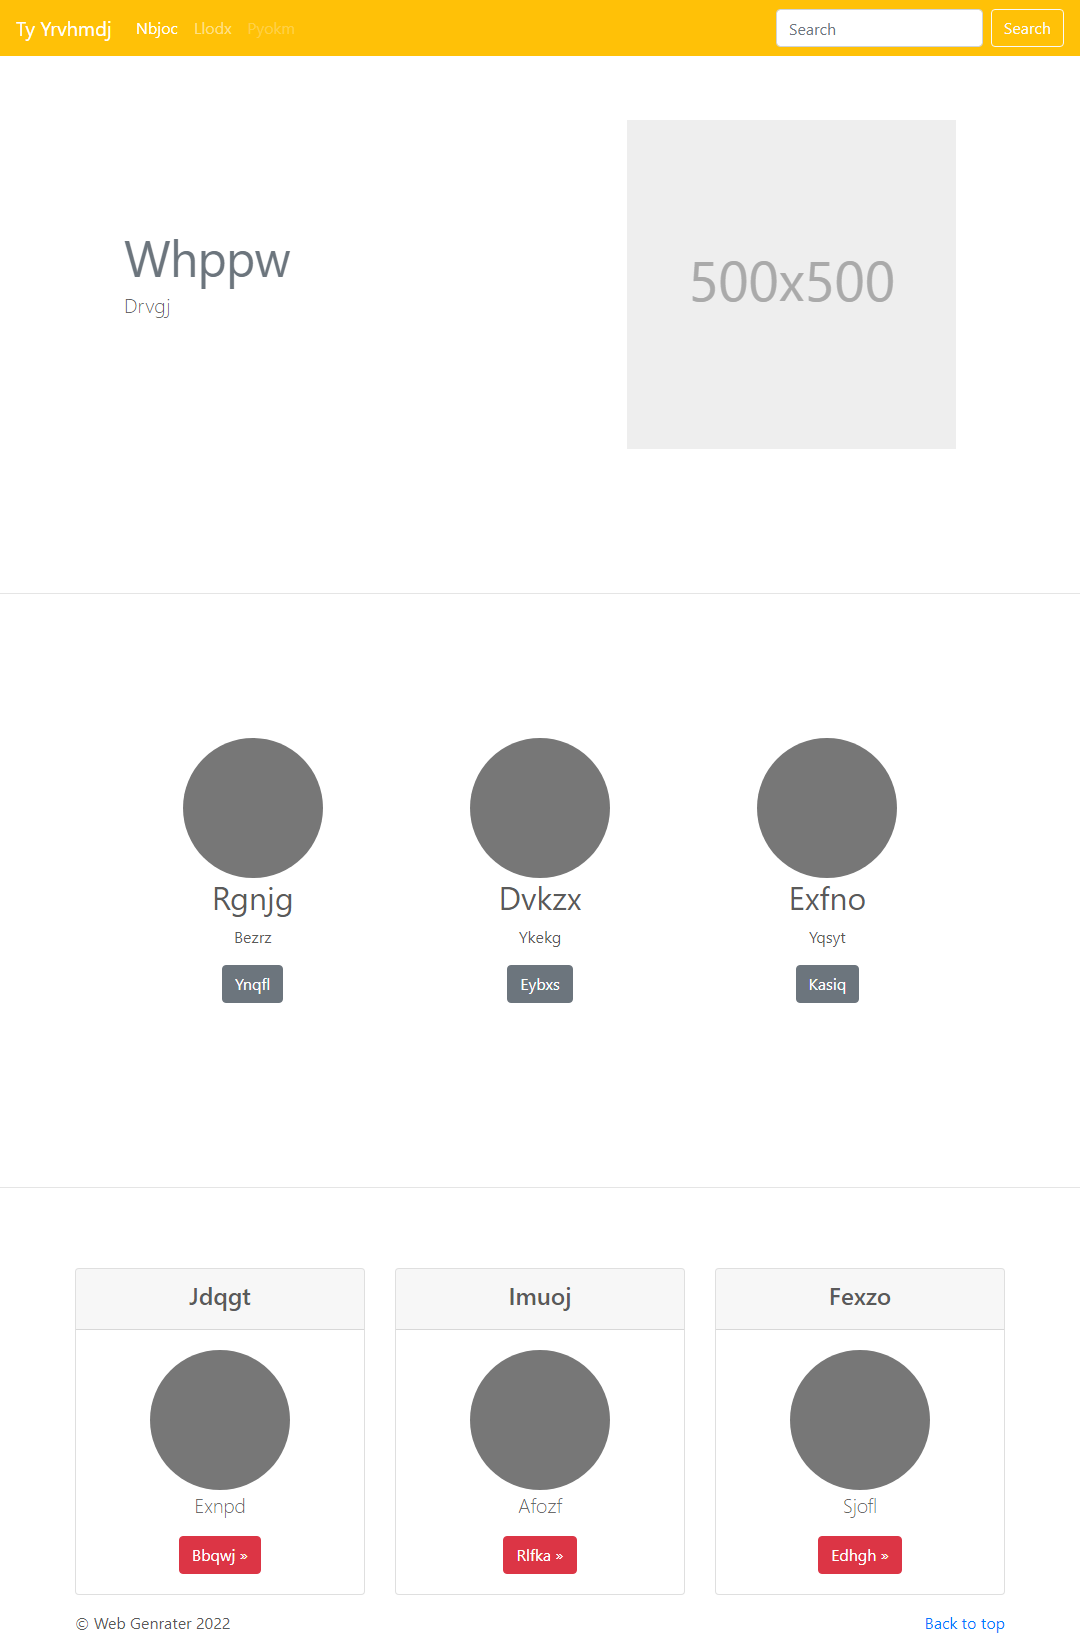 Ty Yrvhmdj Nbjoc Llodx Pyokm Search Search
Whppw
Drvgj
500x500
Rgnjg Dvkzx Exfno
Bezrz Ykekg Yqsyt
Ynqfl Eybxs Kasiq
Jdqgt Imuoj Fexzo
Exnpd Afozf Sjofl
Bbqwj » Rlfka » Edhgh »
© Web Genrater 2022 Back to top